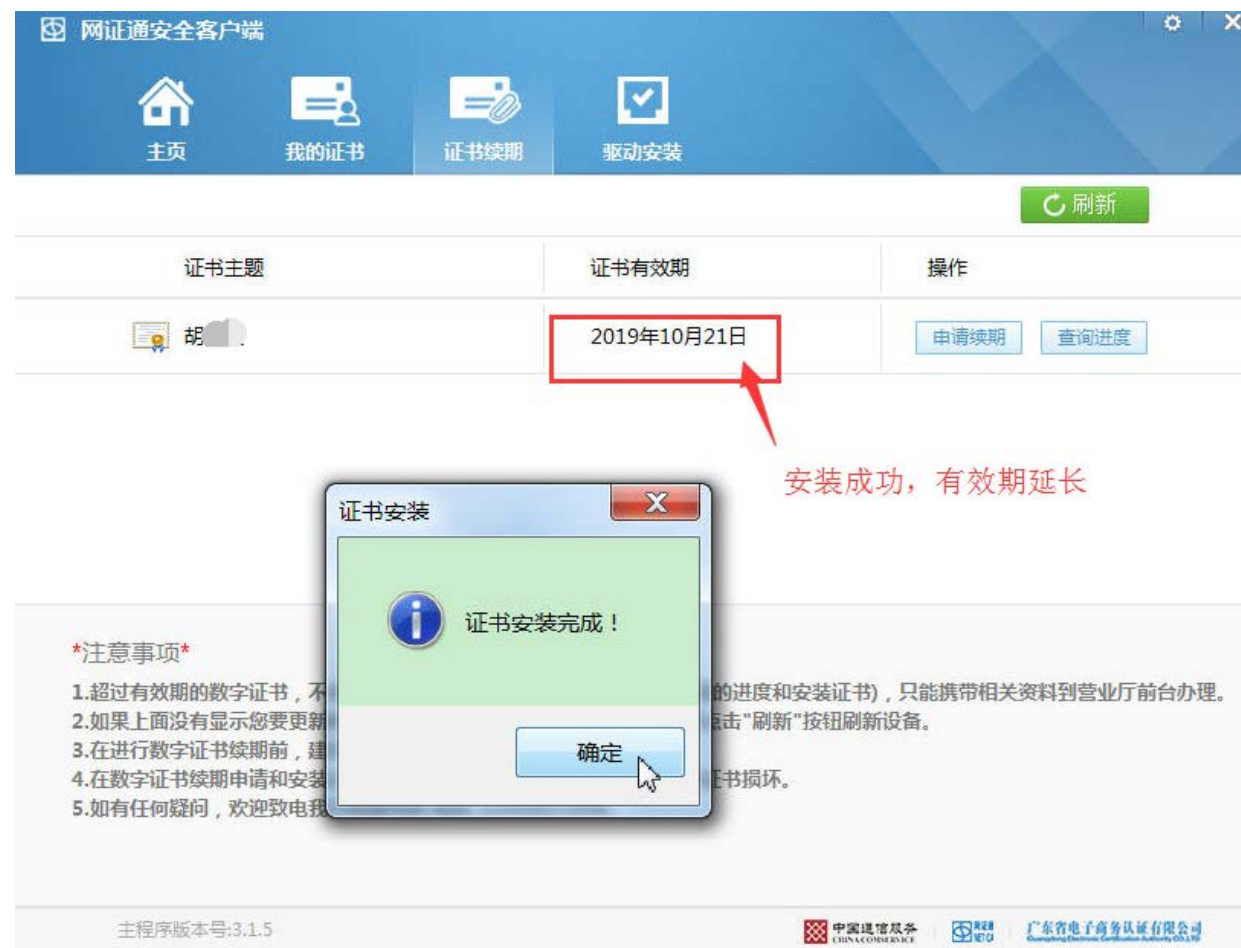 网证通安全客户端
主页 我的证书 证书续期 驱动安装
刷新
证书主题 证书有效期 操作
胡 2019年10月21日 申请续期 查询进度
安装成功，有效期延长
证书安装
证书安装完成！
确定
*注意事项*
1.超过有效期的数字证书，不 的进度和安装证书)，只能携带相关资料到营业厅前台办理。
2.如果上面没有显示您要更新 击"刷新"按钮刷新设备。
3.在进行数字证书续期前，建
4.在数字证书续期申请和安装 证书损坏。
5.如有任何疑问，欢迎致电我
主程序版本号:3.1.5
中国通信服务 广东省电子商务认证有限公司
CHINA COMSERVICE